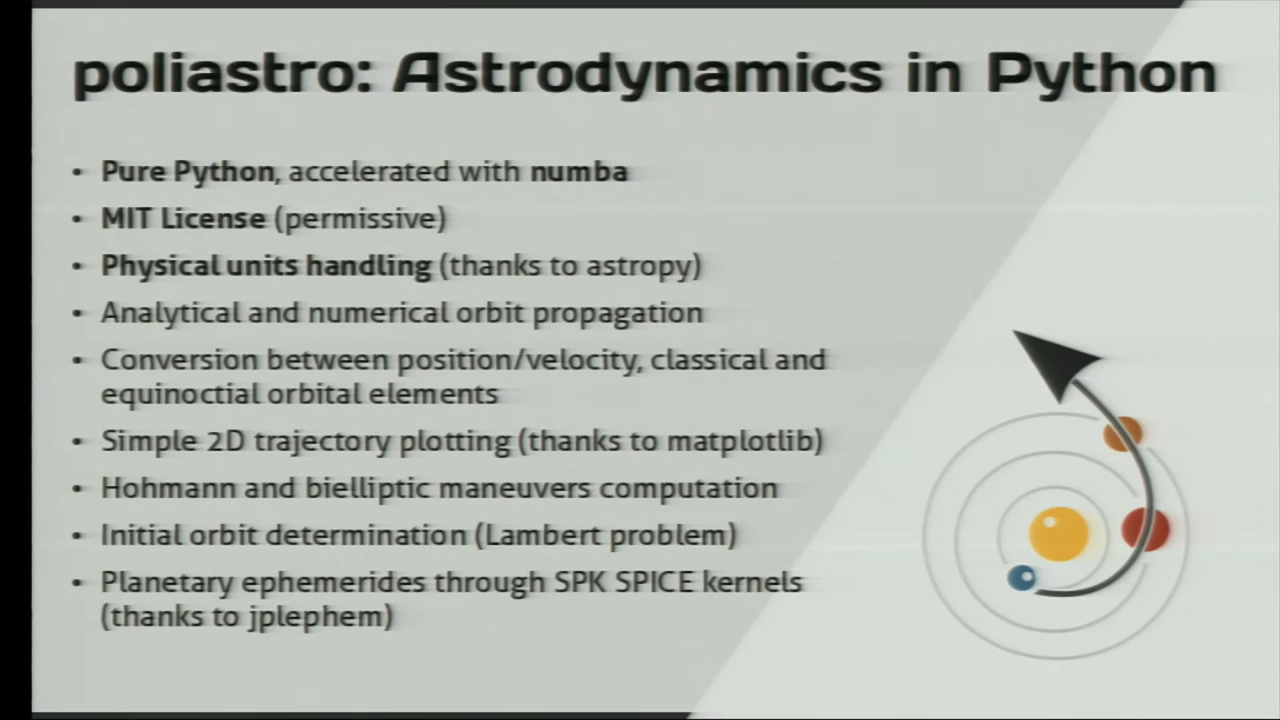 poliastro: Astrodynamics in Python
• Pure Python, accelerated with numba
• MIT License (permissive)
• Physical units handling (thanks to astropy)
• Analytical and numerical orbit propagation
• Conversion between position/velocity, classical and
equinoctial orbital elements
• Simple 2D trajectory plotting (thanks to matplotlib)
• Hohmann and bielliptic maneuvers computation
• Initial orbit determination (Lambert problem)
• Planetary ephemerides through SPK SPICE kernels
(thanks to jplephem)